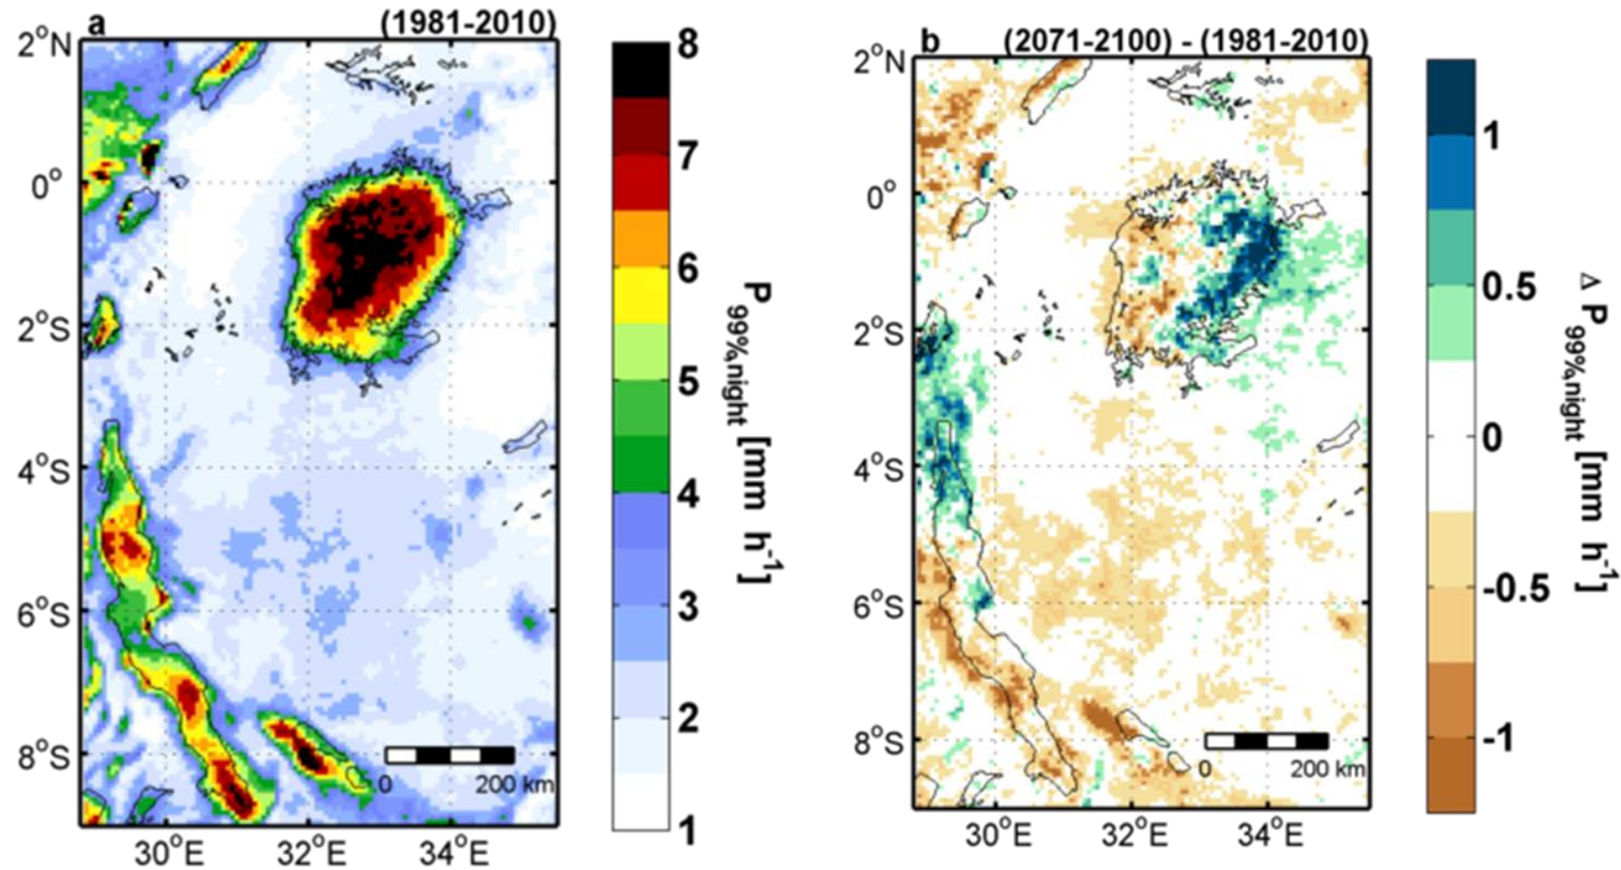 a (1981-2010)
2°N
0°
2°S
4°S
6°S
8°S
30°E 32°E 34°E
0 200 km
8
7
6
5
4
3
2
1
P99%,night [mm h-1]
b (2071-2100) - (1981-2010)
2°N
0°
2°S
4°S
6°S
8°S
30°E 32°E 34°E
0 200 km
1
0.5
0
-0.5
-1
Δ P99%,night [mm h-1]